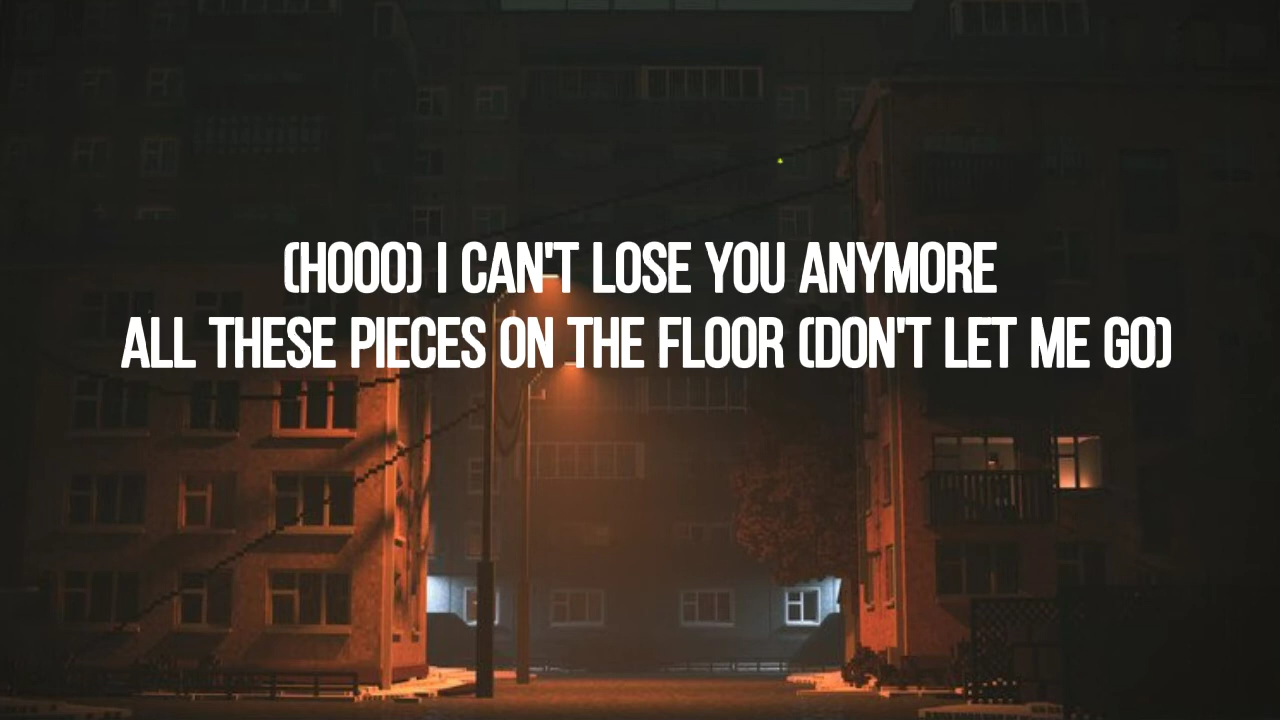 (HOOO) I CAN'T LOSE YOU ANYMORE
ALL THESE PIECES ON THE FLOOR (DON'T LET ME GO)